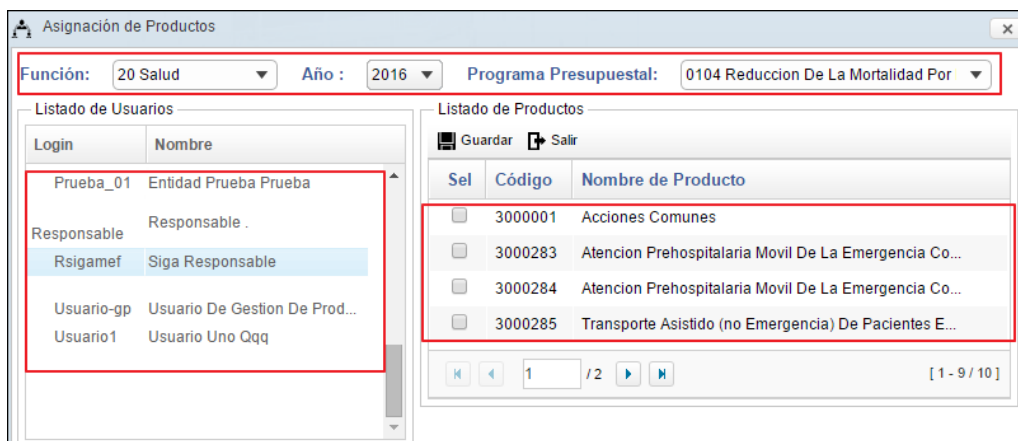 Asignación de Productos
Función: 20 Salud Año : 2016 Programa Presupuestal: 0104 Reduccion De La Mortalidad Por
Listado de Usuarios
Login Nombre
Prueba_01 Entidad Prueba Prueba
Responsable Responsable .
Rsigamef Siga Responsable
Usuario-gp Usuario De Gestion De Prod...
Usuario1 Usuario Uno Qqq
Listado de Productos
Guardar Salir
Sel Código Nombre de Producto
3000001 Acciones Comunes
3000283 Atencion Prehospitalaria Movil De La Emergencia Co...
3000284 Atencion Prehospitalaria Movil De La Emergencia Co...
3000285 Transporte Asistido (no Emergencia) De Pacientes E...
1 / 2 [ 1 - 9 / 10 ]